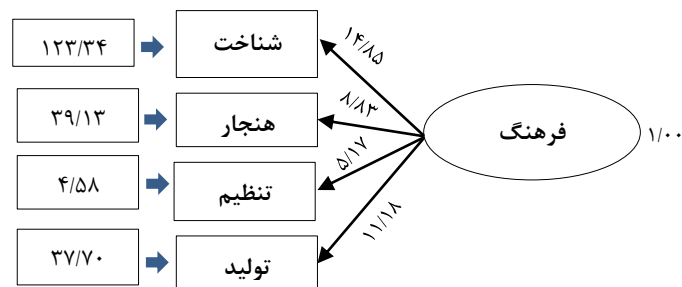 ۱۲۳/۳۴
شناخت
۱۴/۸۵
۳۹/۱۳
هنجار
۸/۸۳
فرهنگ
۱/۰۰
۴/۵۸
تنظیم
۵/۱۷
۳۷/۷۰
تولید
۱۱/۱۸